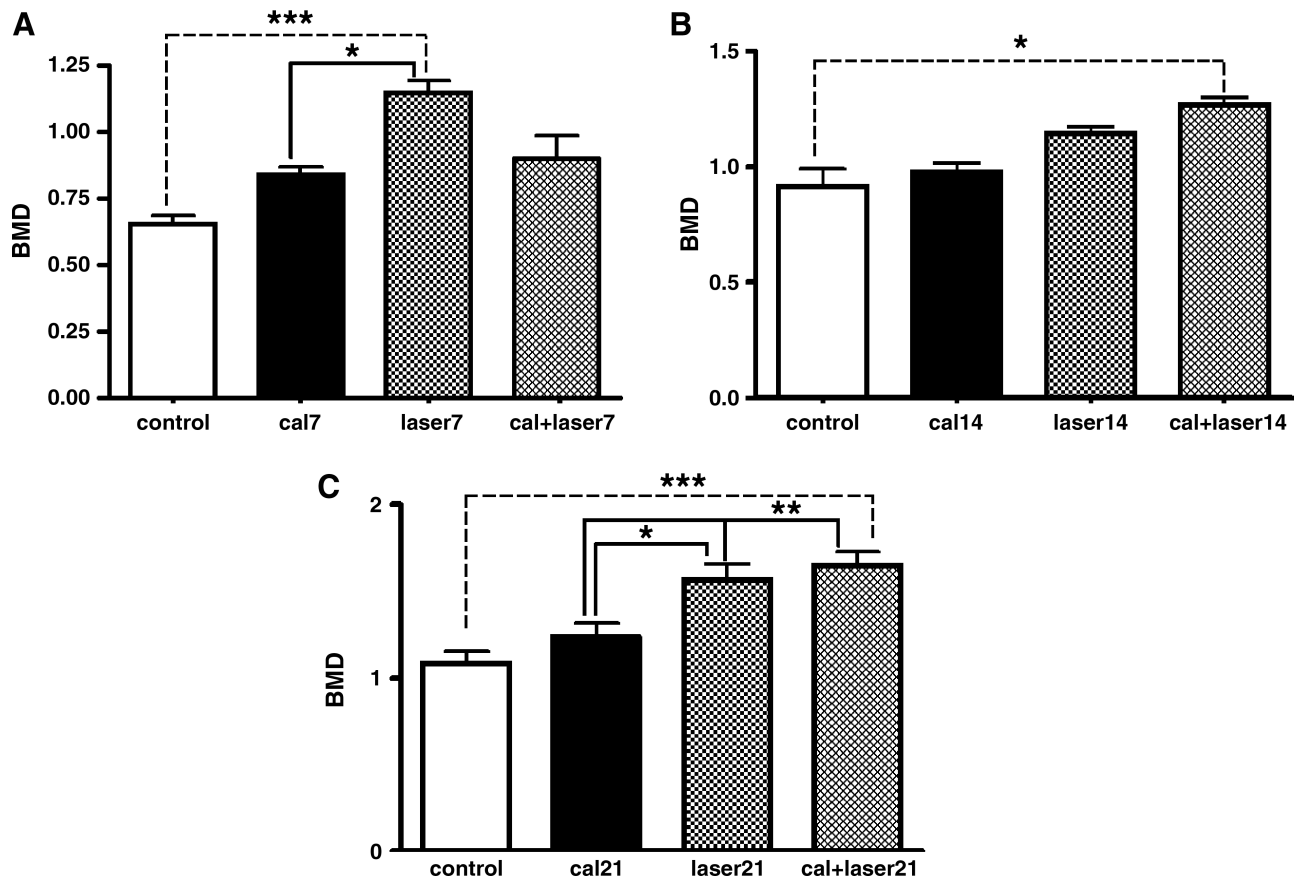 A
***
*
1.25
1.00
0.75
0.50
0.25
0.00
BMD
control cal7 laser7 cal+laser7
B
*
1.5
1.0
0.5
0.0
BMD
control cal14 laser14 cal+laser14
C
***
**
*
2
1
0
BMD
control cal21 laser21 cal+laser21